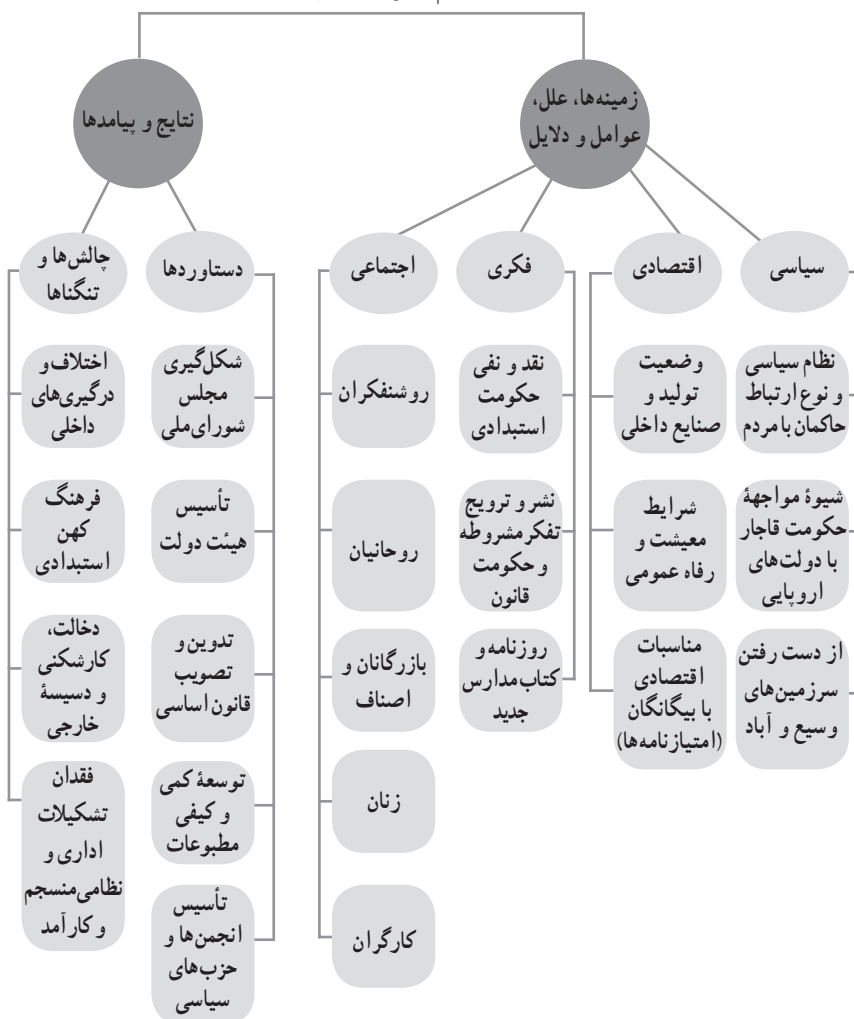 زمینه‌ها، علل،
عوامل و دلایل
نتایج و پیامدها
سیاسی
نظام سیاسی
و نوع ارتباط
حاکمان با مردم
شیوۀ مواجهۀ
حکومت قاجار
با دولت‌های
اروپایی
از دست رفتن
سرزمین‌های
وسیع و آباد
اقتصادی
وضعیت
تولید و
صنایع داخلی
شرایط
معیشت و
رفاه عمومی
مناسبات
اقتصادی
با بیگانگان
(امتیازنامه‌ها)
فکری
نقد و نفی
حکومت
استبدادی
نشر و ترویج
تفکر مشروطه
و حکومت
قانون
روزنامه و
کتاب مدارس
جدید
اجتماعی
روشنفکران
روحانیان
بازرگانان و
اصناف
زنان
کارگران
دستاوردها
شکل‌گیری
مجلس
شورای ملی
تأسیس
هیئت دولت
تدوین و
تصویب
قانون اساسی
توسعۀ کمی
و کیفی
مطبوعات
تأسیس
انجمن‌ها و
حزب‌های
سیاسی
چالش‌ها و
تنگناها
اختلاف و
درگیری‌های
داخلی
فرهنگ
کهن
استبدادی
دخالت،
کارشکنی
و دسیسۀ
خارجی
فقدان
تشکیلات
اداری و
نظامی منسجم
و کارآمد